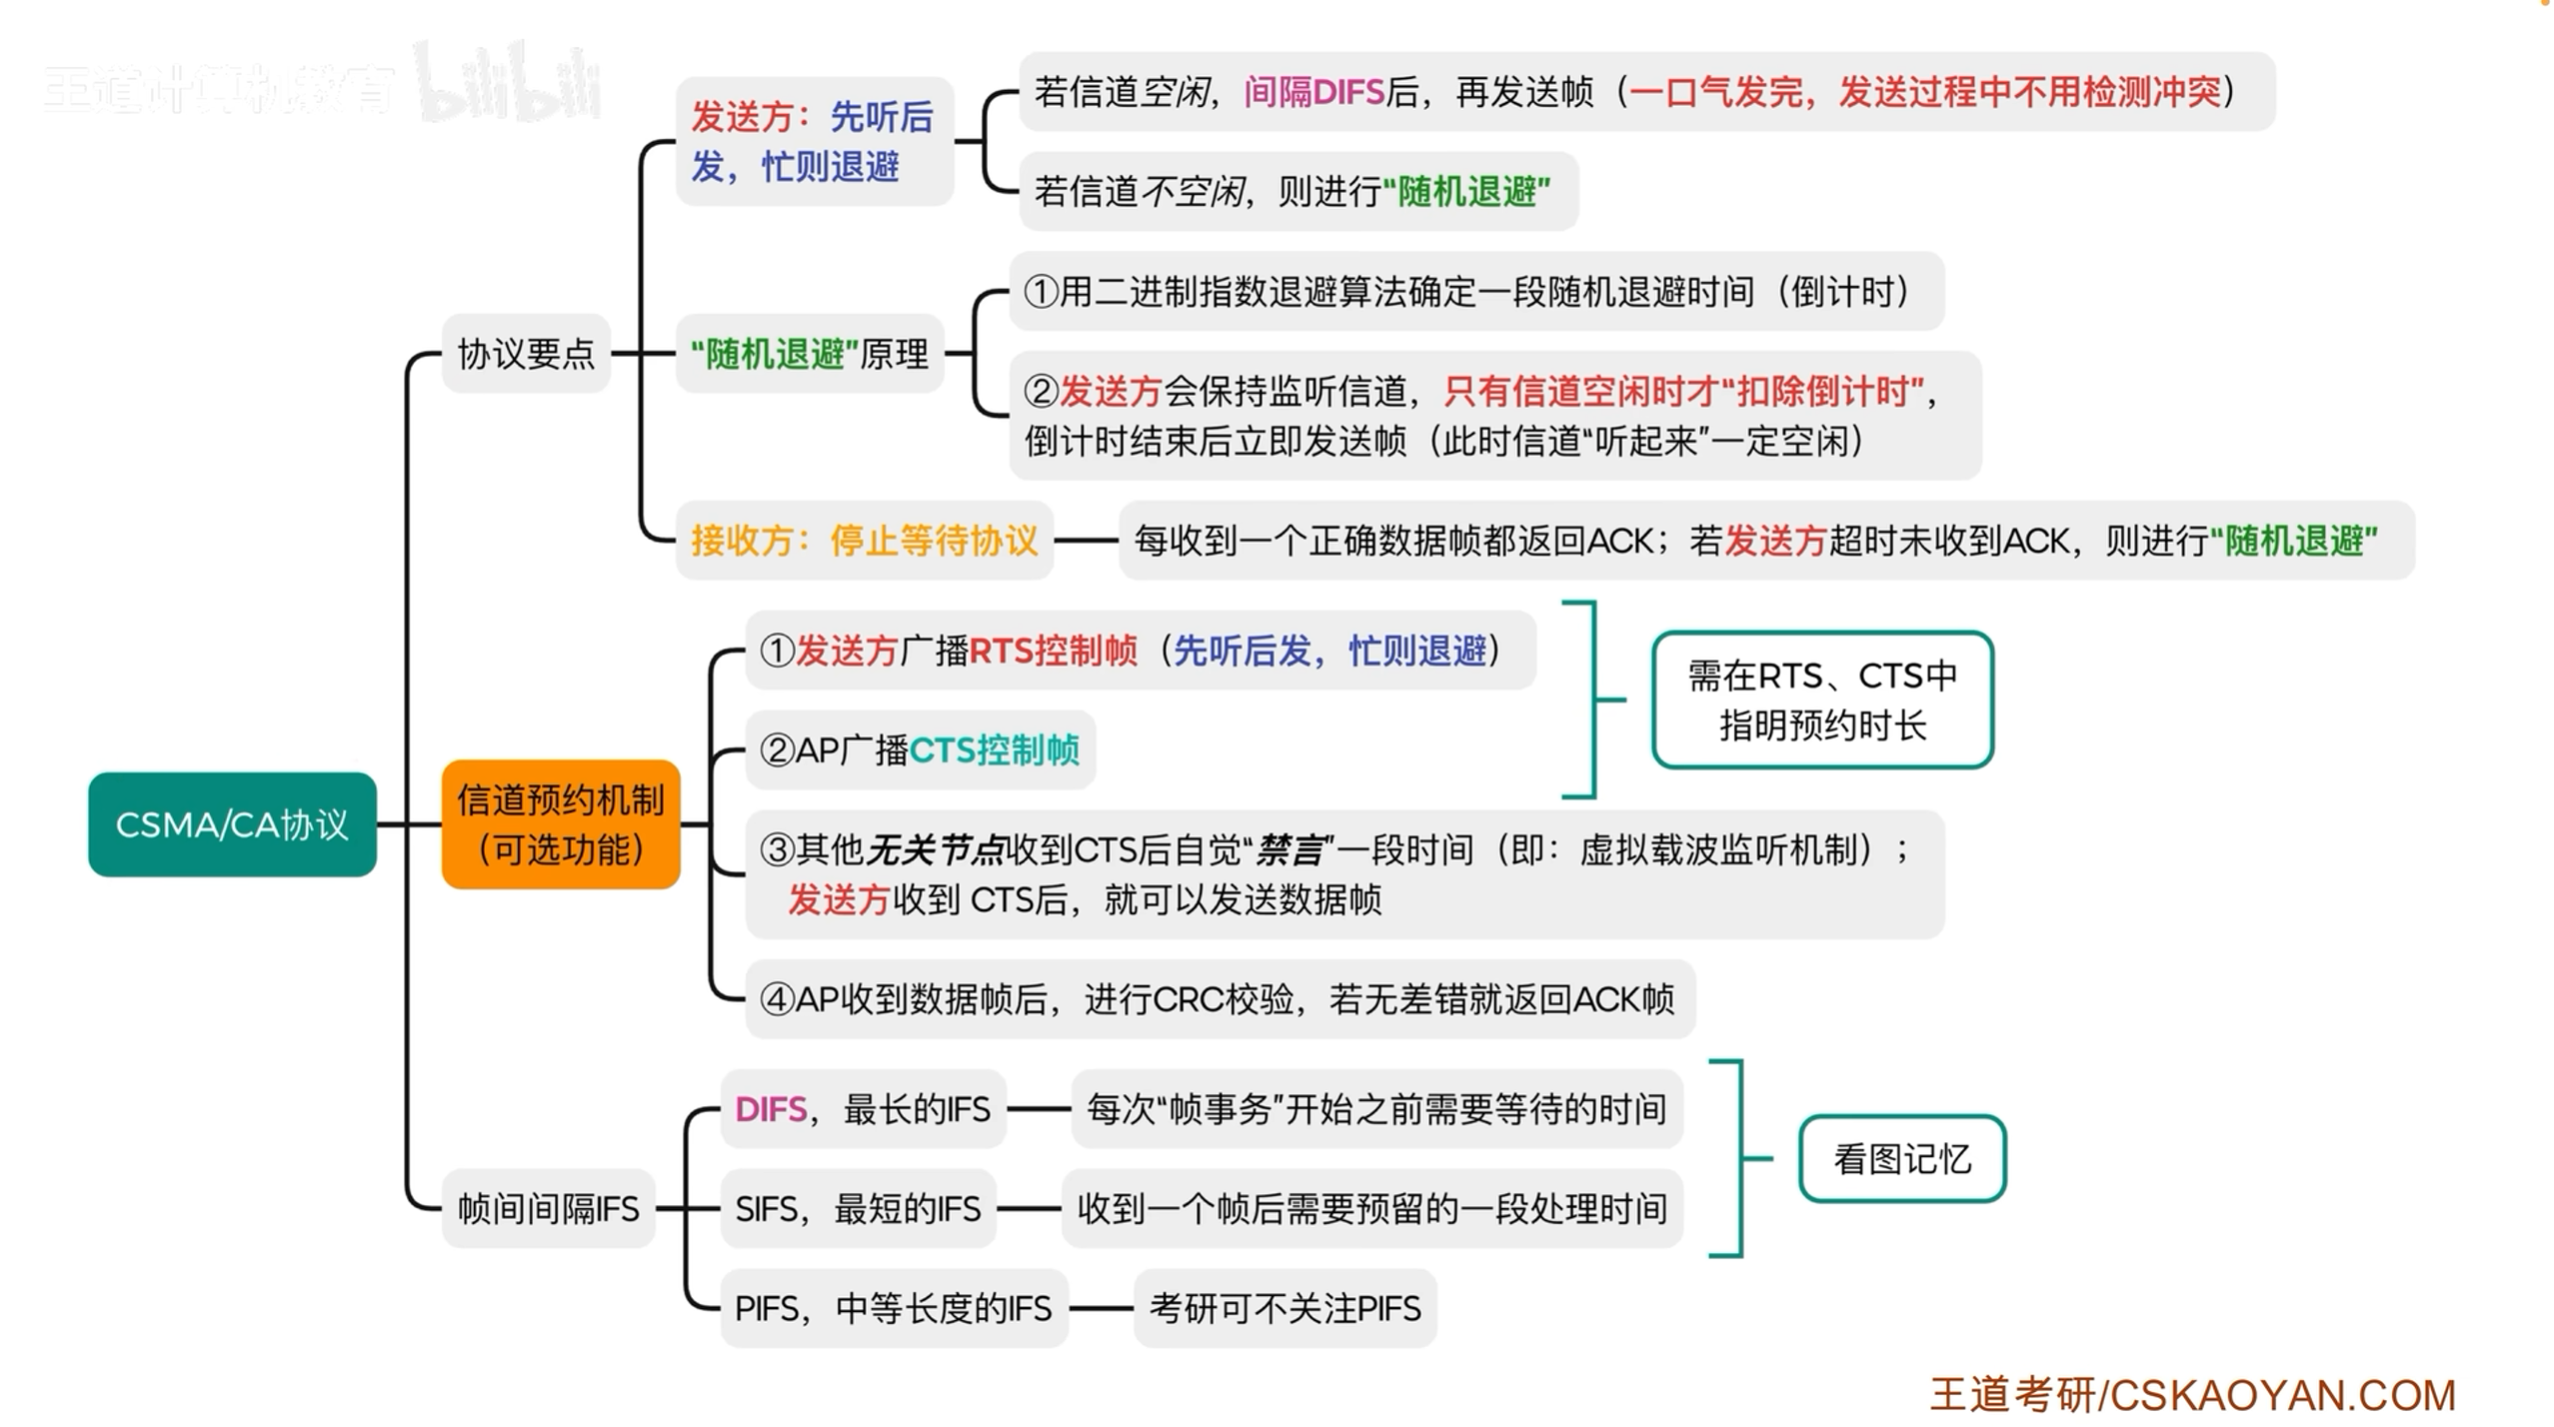 王道计算机教育 bilibili
发送方：先听后
发，忙则退避
若信道空闲，间隔DIFS后，再发送帧（一口气发完，发送过程中不用检测冲突）
若信道不空闲，则进行“随机退避”
协议要点
“随机退避”原理
①用二进制指数退避算法确定一段随机退避时间（倒计时）
②发送方会保持监听信道，只有信道空闲时才“扣除倒计时”，
倒计时结束后立即发送帧（此时信道“听起来”一定空闲）
接收方：停止等待协议
每收到一个正确数据帧都返回ACK；若发送方超时未收到ACK，则进行“随机退避”
CSMA/CA协议
信道预约机制
（可选功能）
①发送方广播RTS控制帧（先听后发，忙则退避）
②AP广播CTS控制帧
需在RTS、CTS中
指明预约时长
③其他无关节点收到CTS后自觉“禁言”一段时间（即：虚拟载波监听机制）；
发送方收到 CTS后，就可以发送数据帧
④AP收到数据帧后，进行CRC校验，若无差错就返回ACK帧
帧间间隔IFS
DIFS，最长的IFS
每次“帧事务”开始之前需要等待的时间
SIFS，最短的IFS
收到一个帧后需要预留的一段处理时间
看图记忆
PIFS，中等长度的IFS
考研可不关注PIFS
王道考研/CSKAOYAN.COM